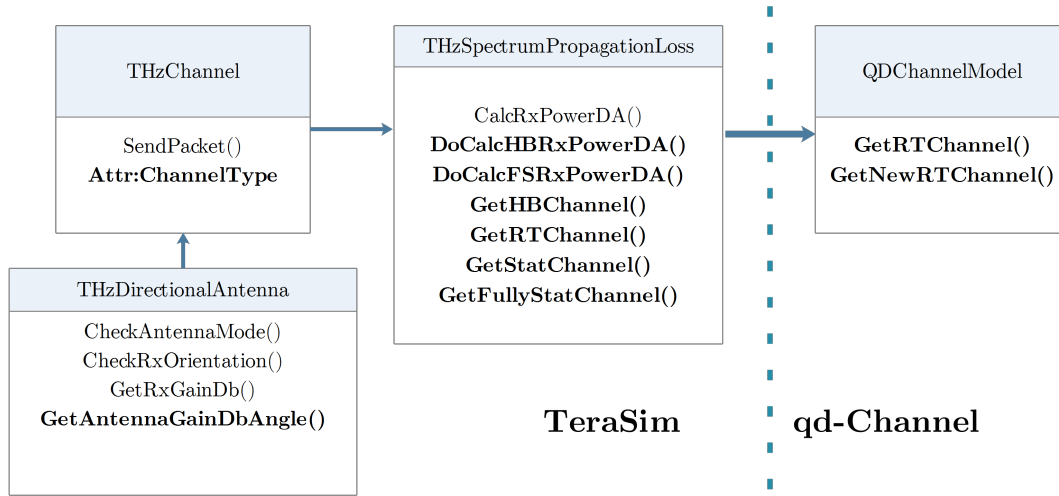 THzChannel
SendPacket()
Attr:ChannelType
THzDirectionalAntenna
CheckAntennaMode()
CheckRxOrientation()
GetRxGainDb()
GetAntennaGainDbAngle()
THzSpectrumPropagationLoss
CalcRxPowerDA()
DoCalcHBRxPowerDA()
DoCalcFSRxPowerDA()
GetHBChannel()
GetRTChannel()
GetStatChannel()
GetFullyStatChannel()
QDChannelModel
GetRTChannel()
GetNewRTChannel()
TeraSim
qd-Channel